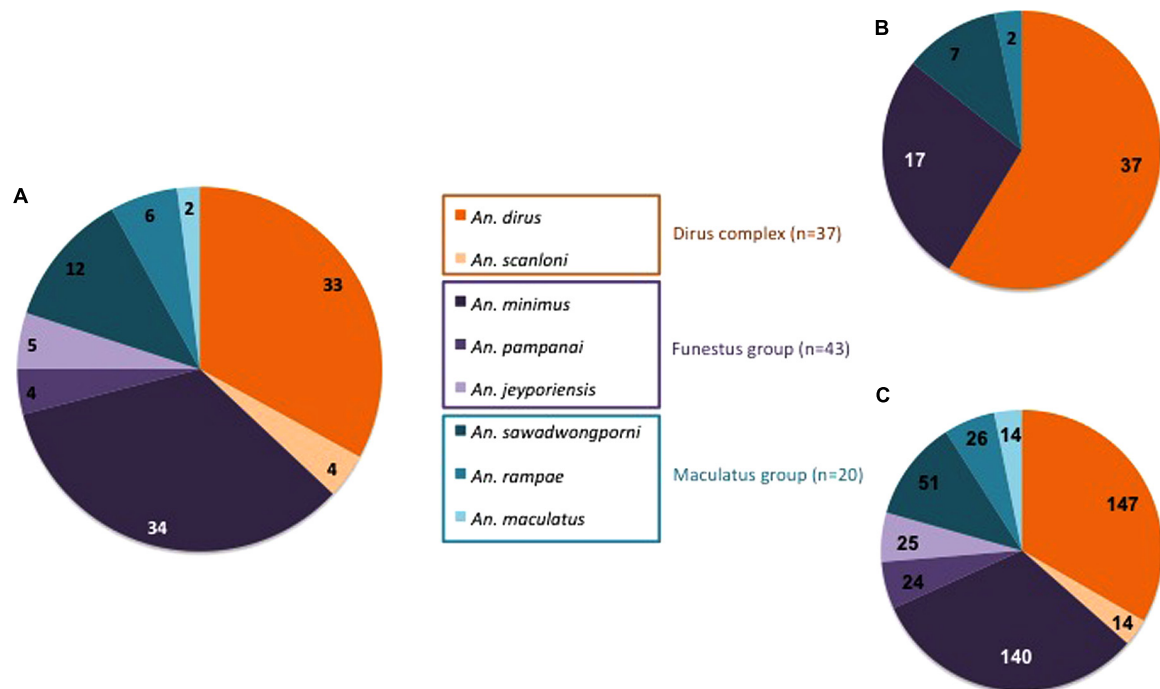 A
33
4
34
4
5
12
6
2
An. dirus
An. scanloni
Dirus complex (n=37)
An. minimus
An. pampanai
An. jeyporiensis
Funestus group (n=43)
An. sawadwongporni
An. rampae
An. maculatus
Maculatus group (n=20)
B
37
17
7
2
C
147
14
140
24
25
51
26
14